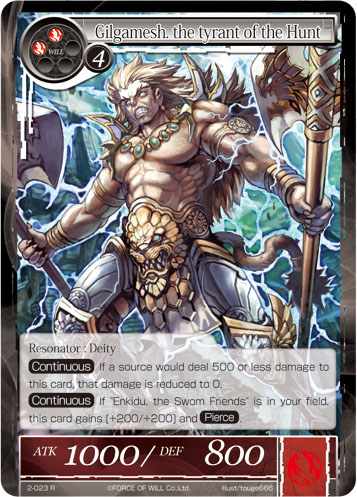 Gilgamesh, the tyrant of the Hunt
WILL
4
Resonator : Deity
Continuous If a source would deal 500 or less damage to
this card, that damage is reduced to 0.
Continuous If "Enkidu, the Sworn Friends" is in your field,
this card gains [+200/+200] and Pierce
ATK 1000 / DEF 800
2-023 R ©FORCE OF WILL Co.,Ltd. Illust/touge666